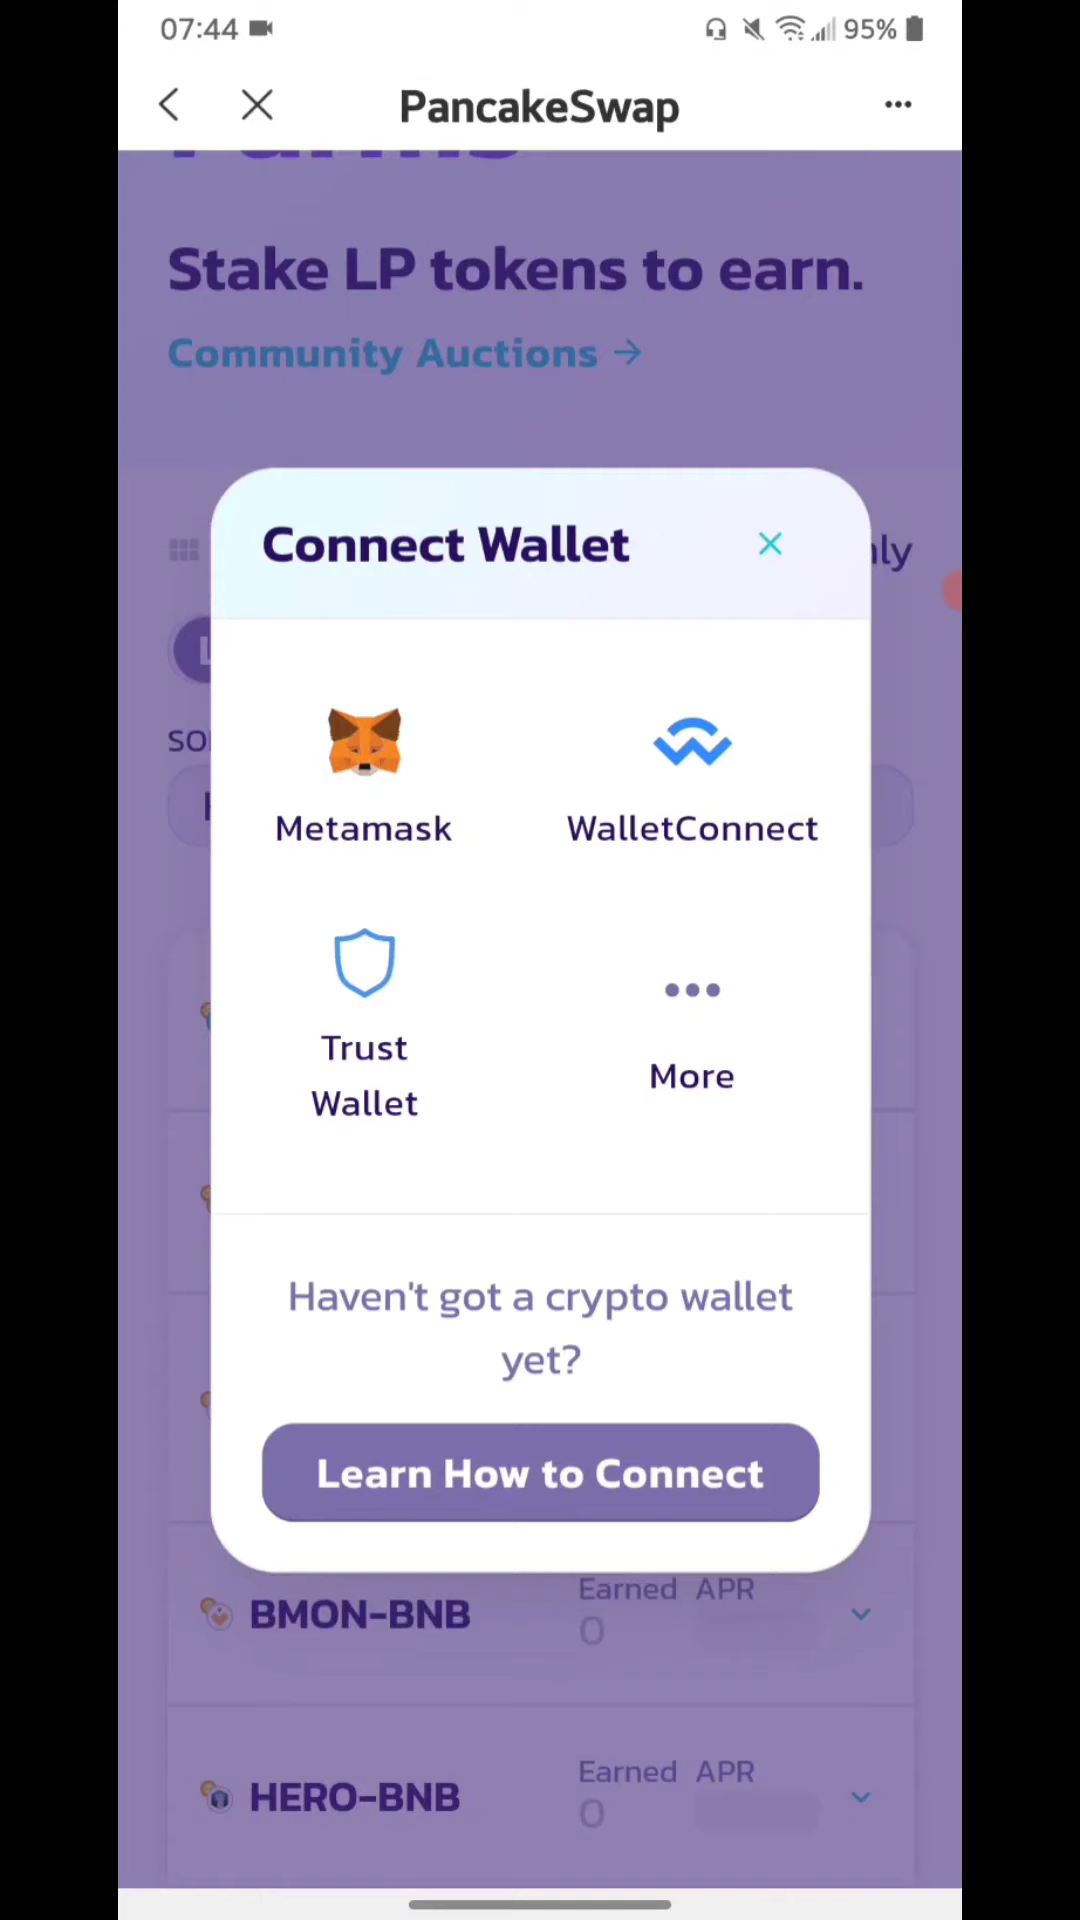 07:44
95%
PancakeSwap
Farms
Stake LP tokens to earn.
Community Auctions →
Connect Wallet
Metamask
WalletConnect
Trust
Wallet
More
Haven't got a crypto wallet
yet?
Learn How to Connect
Earned APR
BMON-BNB
0
Earned APR
HERO-BNB
0